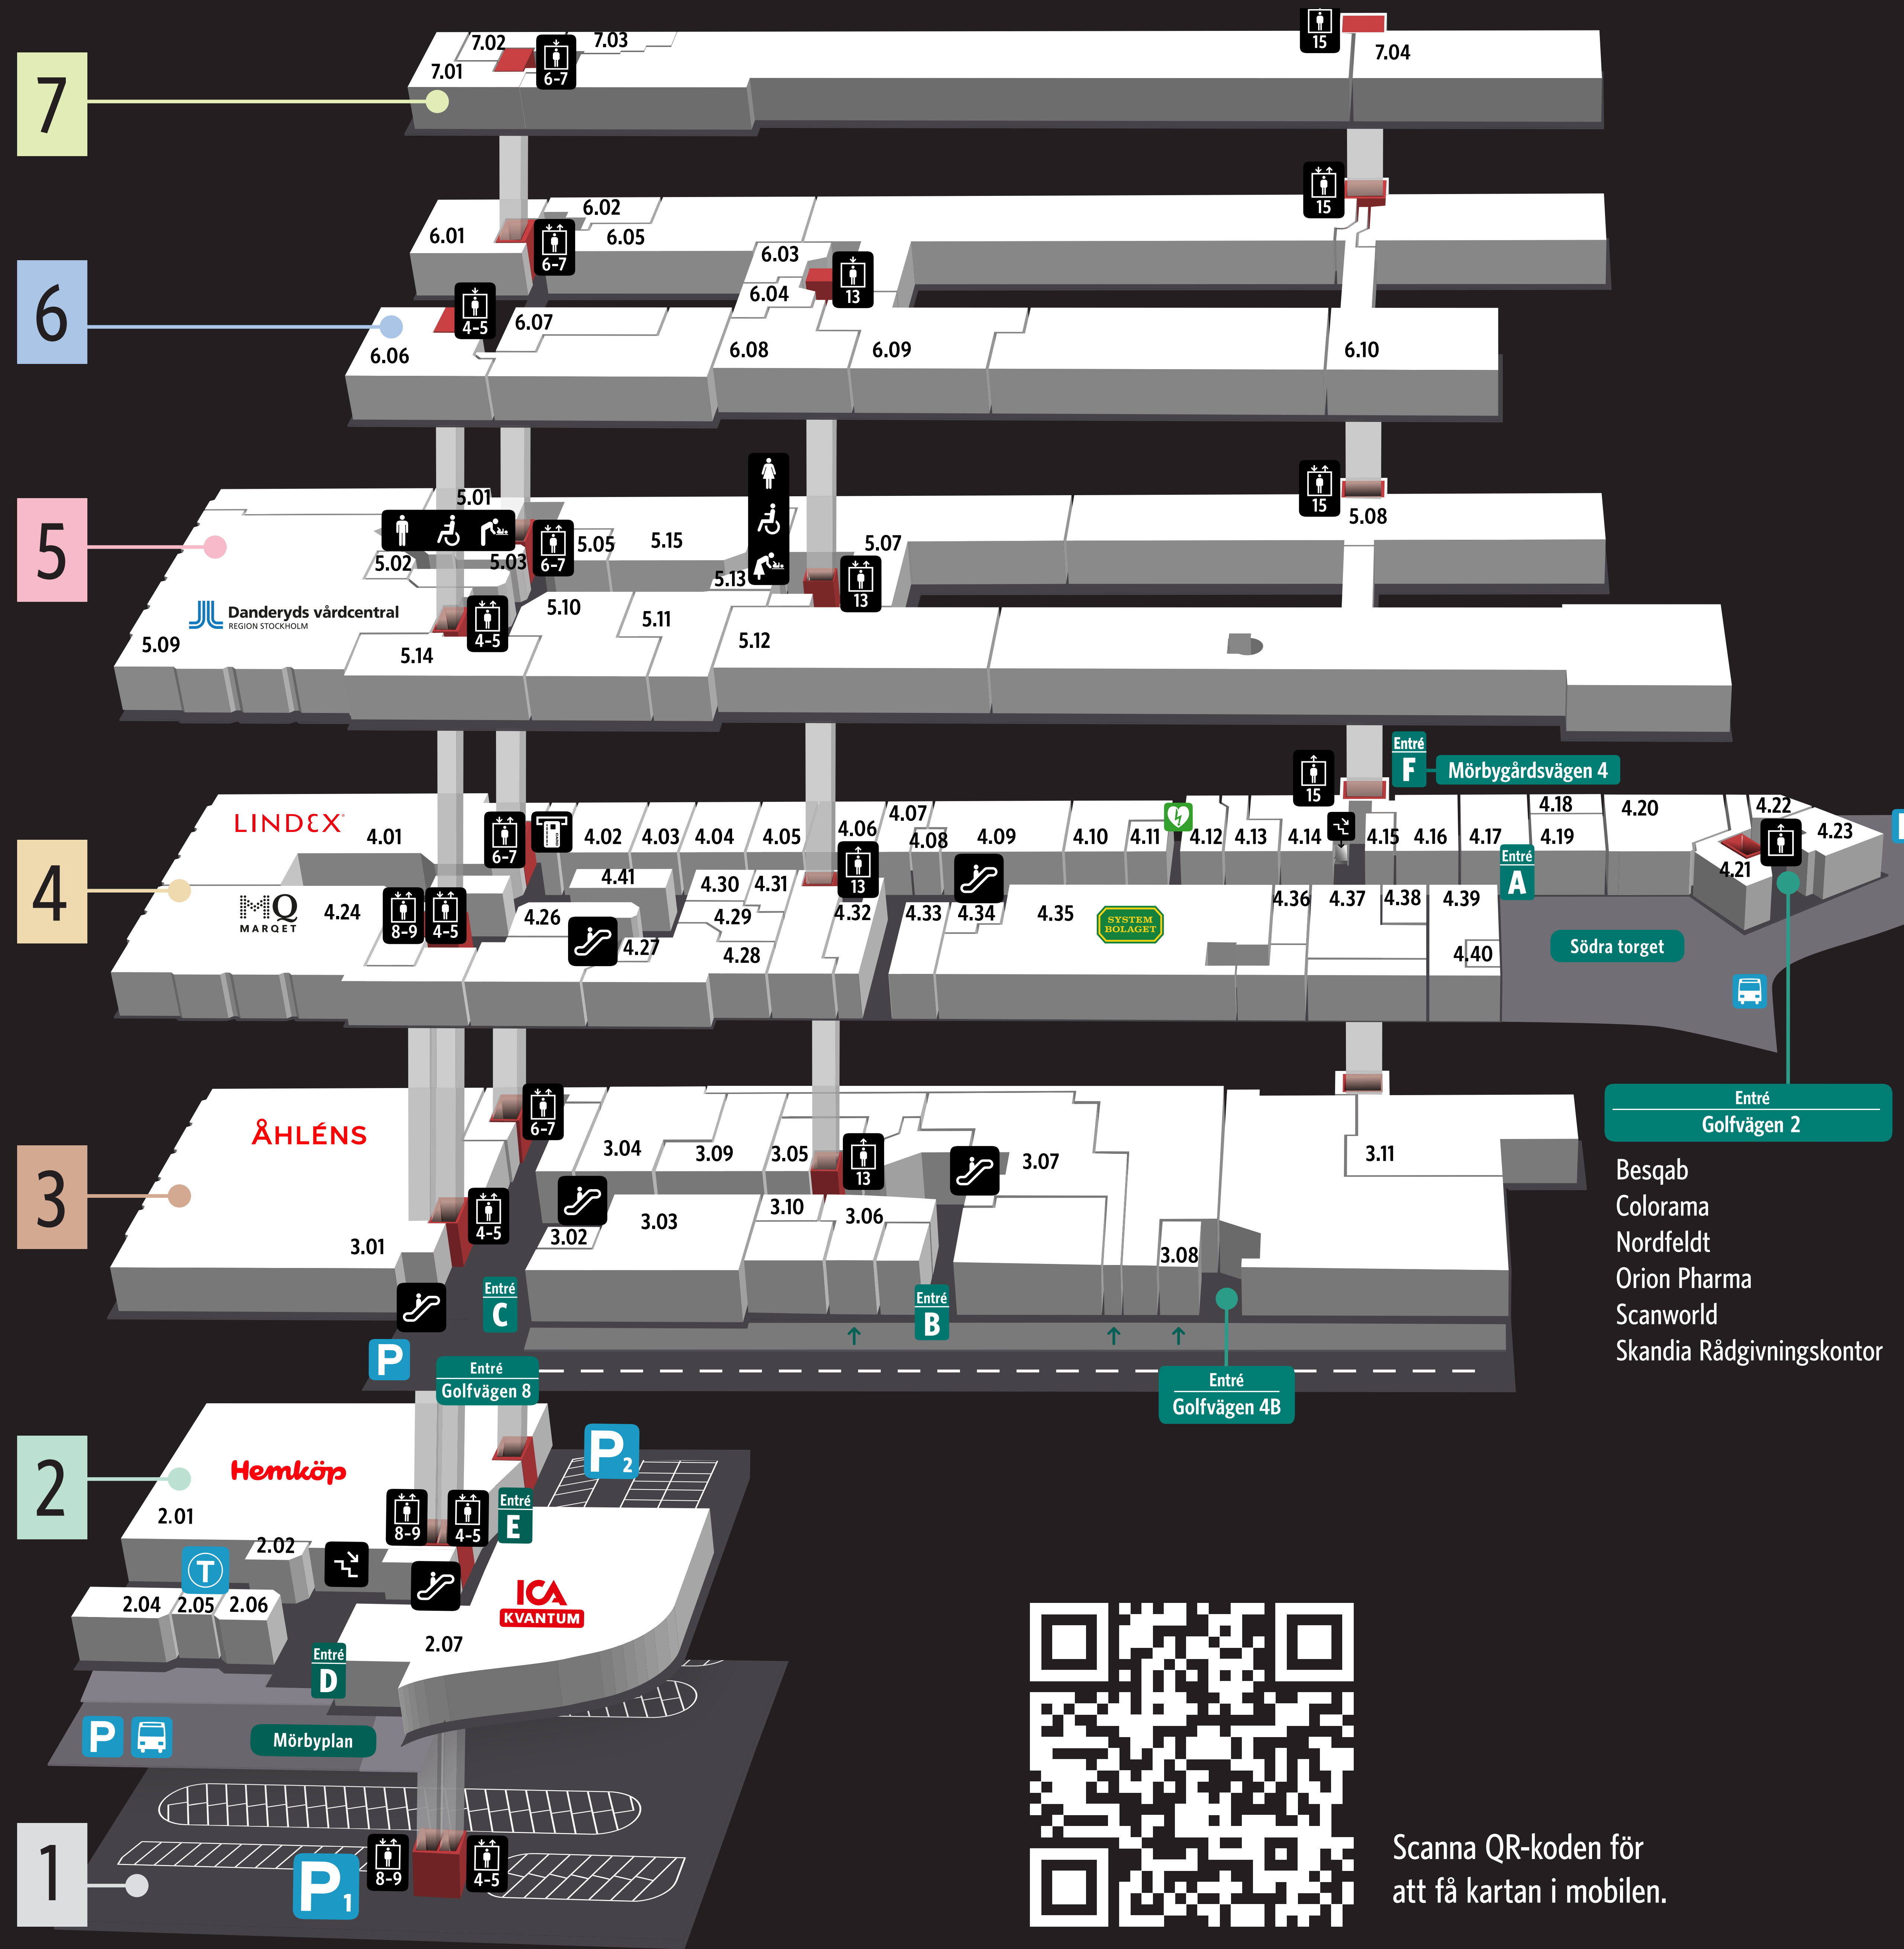 7
7.01
7.02
6-7
7.03
15
7.04
6
6.01
6.02
6-7
6.05
6.03
6.04
13
15
4-5
6.07
6.06
6.08
6.09
6.10
5
5.01
5.02
5.03
6-7
5.05
5.15
5.13
5.07
13
15
5.08
Danderyds vårdcentral
REGION STOCKHOLM
5.09
4-5
5.14
5.10
5.11
5.12
4
LINDEX
4.01
6-7
4.02
4.03
4.04
4.05
4.06
13
4.07
4.08
4.09
4.10
4.11
4.12
4.13
4.14
15
Entré
F
Mörbygårdsvägen 4
4.15
4.16
4.17
4.18
4.19
4.20
4.21
4.22
4.23
Entré
A
MQ
MARQET
4.24
8-9
4-5
4.26
4.41
4.27
4.30
4.31
4.29
4.28
4.32
4.33
4.34
4.35
SYSTEM
BOLAGET
4.36
4.37
4.38
4.39
4.40
Södra torget
Entré
Golfvägen 2
Besqab
Colorama
Nordfeldt
Orion Pharma
Scanworld
Skandia Rådgivningskontor
3
ÅHLÉNS
3.01
6-7
4-5
3.04
3.09
3.05
13
3.07
3.11
3.02
3.03
3.10
3.06
3.08
Entré
C
Entré
B
P
Entré
Golfvägen 8
Entré
Golfvägen 4B
2
Hemköp
2.01
2.02
8-9
4-5
Entré
E
P2
T
2.04
2.05
2.06
ICA
KVANTUM
2.07
Entré
D
P
Mörbyplan
1
P1
8-9
4-5
Scanna QR-koden för
att få kartan i mobilen.